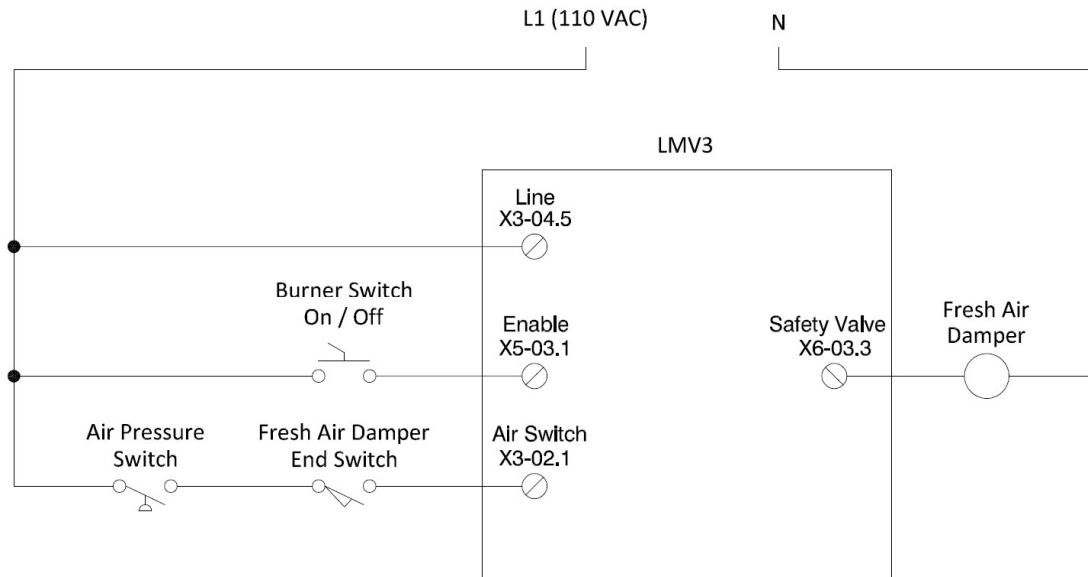 L1 (110 VAC)
N
LMV3
Line
X3-04.5
Burner Switch
On / Off
Enable
X5-03.1
Safety Valve
X6-03.3
Fresh Air
Damper
Air Pressure
Switch
Fresh Air Damper
End Switch
Air Switch
X3-02.1